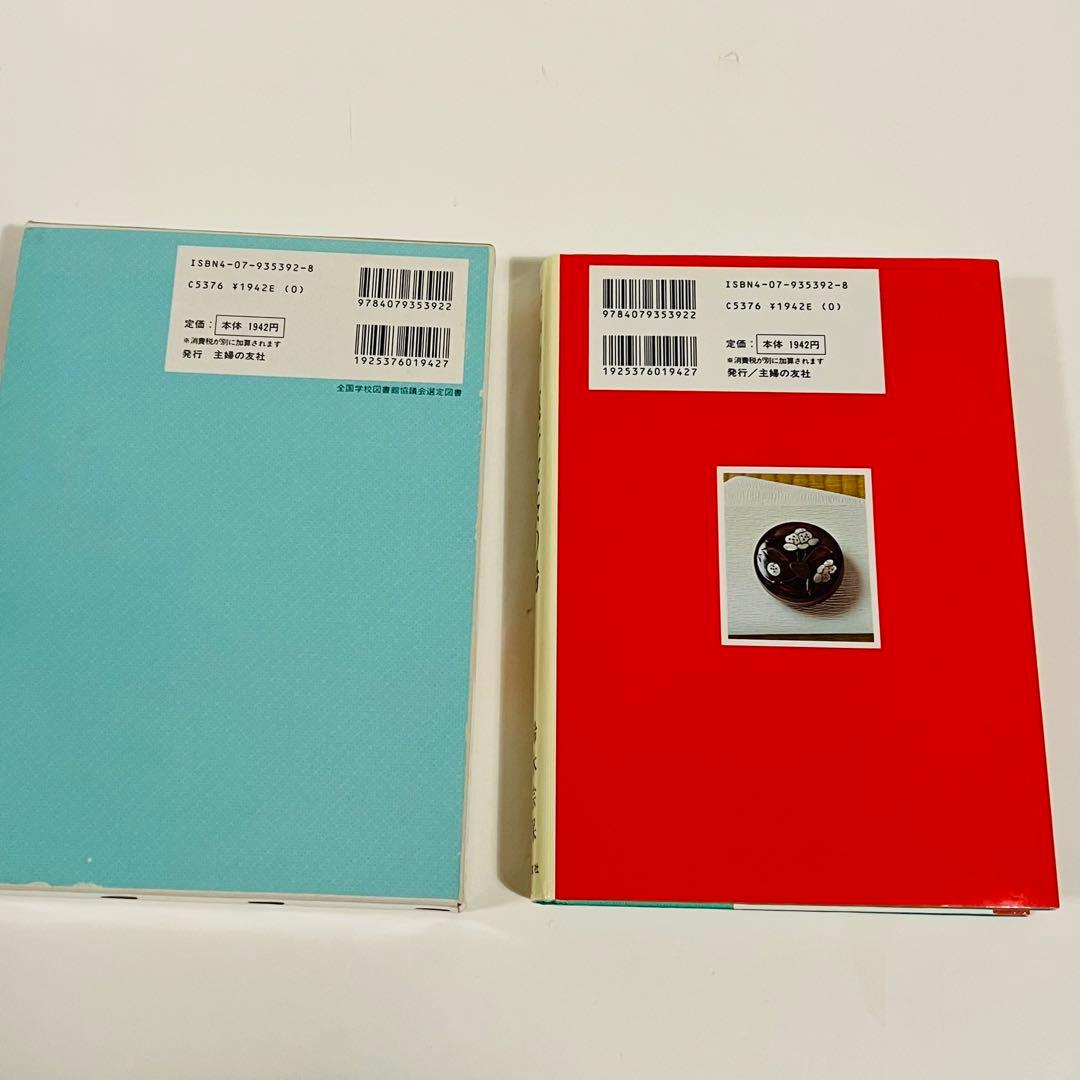 ISBN4-07-935392-8
C5376 ¥1942E (0)
定価： 本体 1942円
※消費税が別に加算されます
発行 主婦の友社
9784079353922
1925376019427
全国学校図書館協議会選定図書
9784079353922
1925376019427
ISBN4-07-935392-8
C5376 ¥1942E (0)
定価： 本体 1942円
※消費税が別に加算されます
発行／主婦の友社